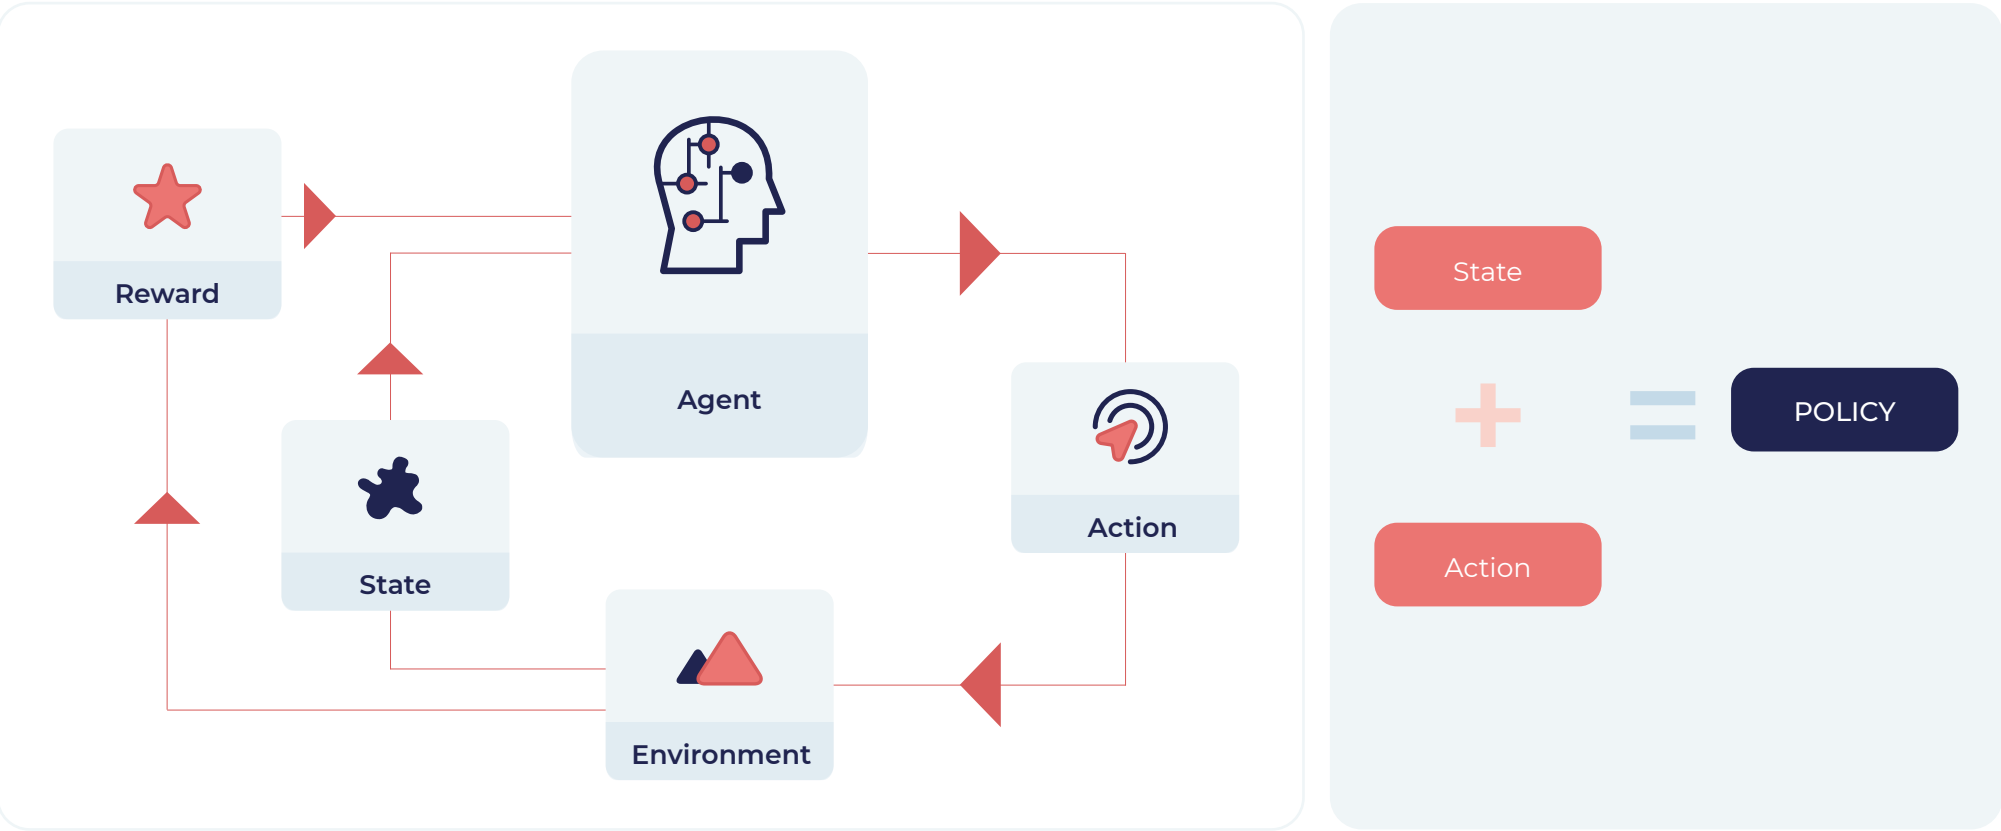 Reward
Agent
State
Action
Environment
State
Action
POLICY